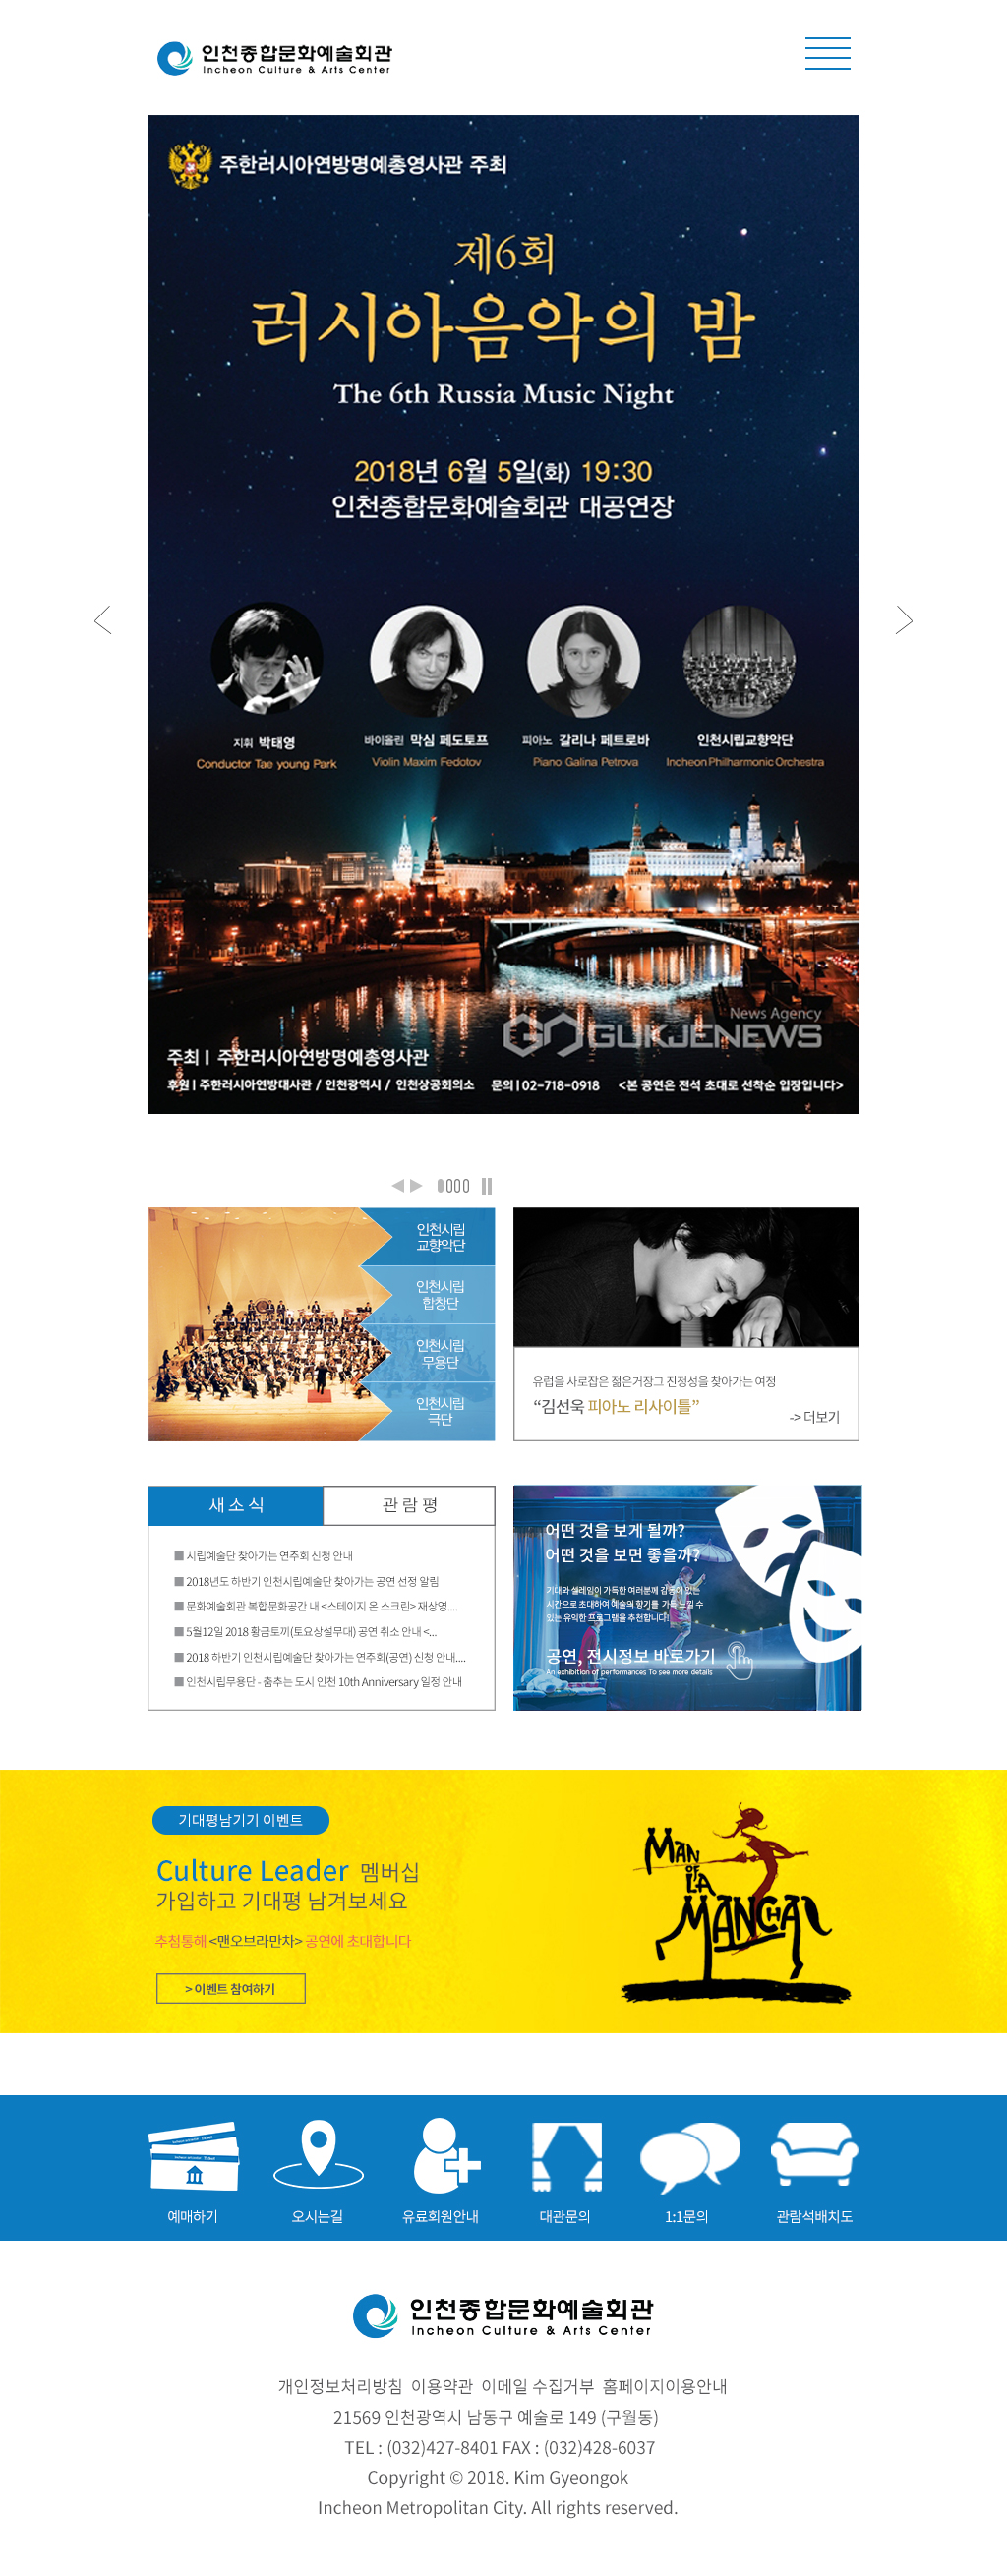 인천종합문화예술회관
Incheon Culture & Arts Center
주한러시아연방명예총영사관 주최
제6회
러시아음악의 밤
The 6th Russia Music Night
2018년 6월 5일(화) 19:30
인천종합문화예술회관 대공연장
지휘 박태영
Conductor Tae young Park
바이올린 막심 페도토프
Violin Maxim Fedotov
피아노 갈리나 페트로바
Piano Galina Petrova
인천시립교향악단
Incheon Philharmonic Orchestra
News Agency
GUKJENEWS
주최 | 주한러시아연방명예총영사관
후원 | 주한러시아연방대사관 / 인천광역시 / 인천상공회의소 문의 | 02-718-0918 <본 공연은 전석 초대로 선착순 입장입니다>
인천시립
교향악단
인천시립
합창단
인천시립
무용단
인천시립
극단
유럽을 사로잡은 젊은거장그 진정성을 찾아가는 여정
“김선욱 피아노 리사이틀”
-> 더보기
새 소 식
관 람 평
■ 시립예술단 찾아가는 연주회 신청 안내
■ 2018년도 하반기 인천시립예술단 찾아가는 공연 선정 알림
■ 문화예술회관 복합문화공간 내 <스테이지 온 스크린> 재상영....
■ 5월12일 2018 황금토끼(토요상설무대) 공연 취소 안내 <...
■ 2018 하반기 인천시립예술단 찾아가는 연주회(공연) 신청 안내....
■ 인천시립무용단 - 춤추는 도시 인천 10th Anniversary 일정 안내
어떤 것을 보게 될까?
어떤 것을 보면 좋을까?
기대와 설레임이 가득한 여러분께 감동이 있는
시간으로 초대하여 예술의 향기를 가득 느낄 수
있는 유익한 프로그램을 추천합니다!
공연, 전시정보 바로가기
An exhibition of performances To see more details
기대평남기기 이벤트
Culture Leader 멤버십
가입하고 기대평 남겨보세요
추첨통해 <맨오브라만차> 공연에 초대합니다
> 이벤트 참여하기
MAN
OF
LA
MANCHA
예매하기
오시는길
유료회원안내
대관문의
1:1문의
관람석배치도
인천종합문화예술회관
Incheon Culture & Arts Center
개인정보처리방침 이용약관 이메일 수집거부 홈페이지이용안내
21569 인천광역시 남동구 예술로 149 (구월동)
TEL : (032)427-8401 FAX : (032)428-6037
Copyright © 2018. Kim Gyeongok
Incheon Metropolitan City. All rights reserved.